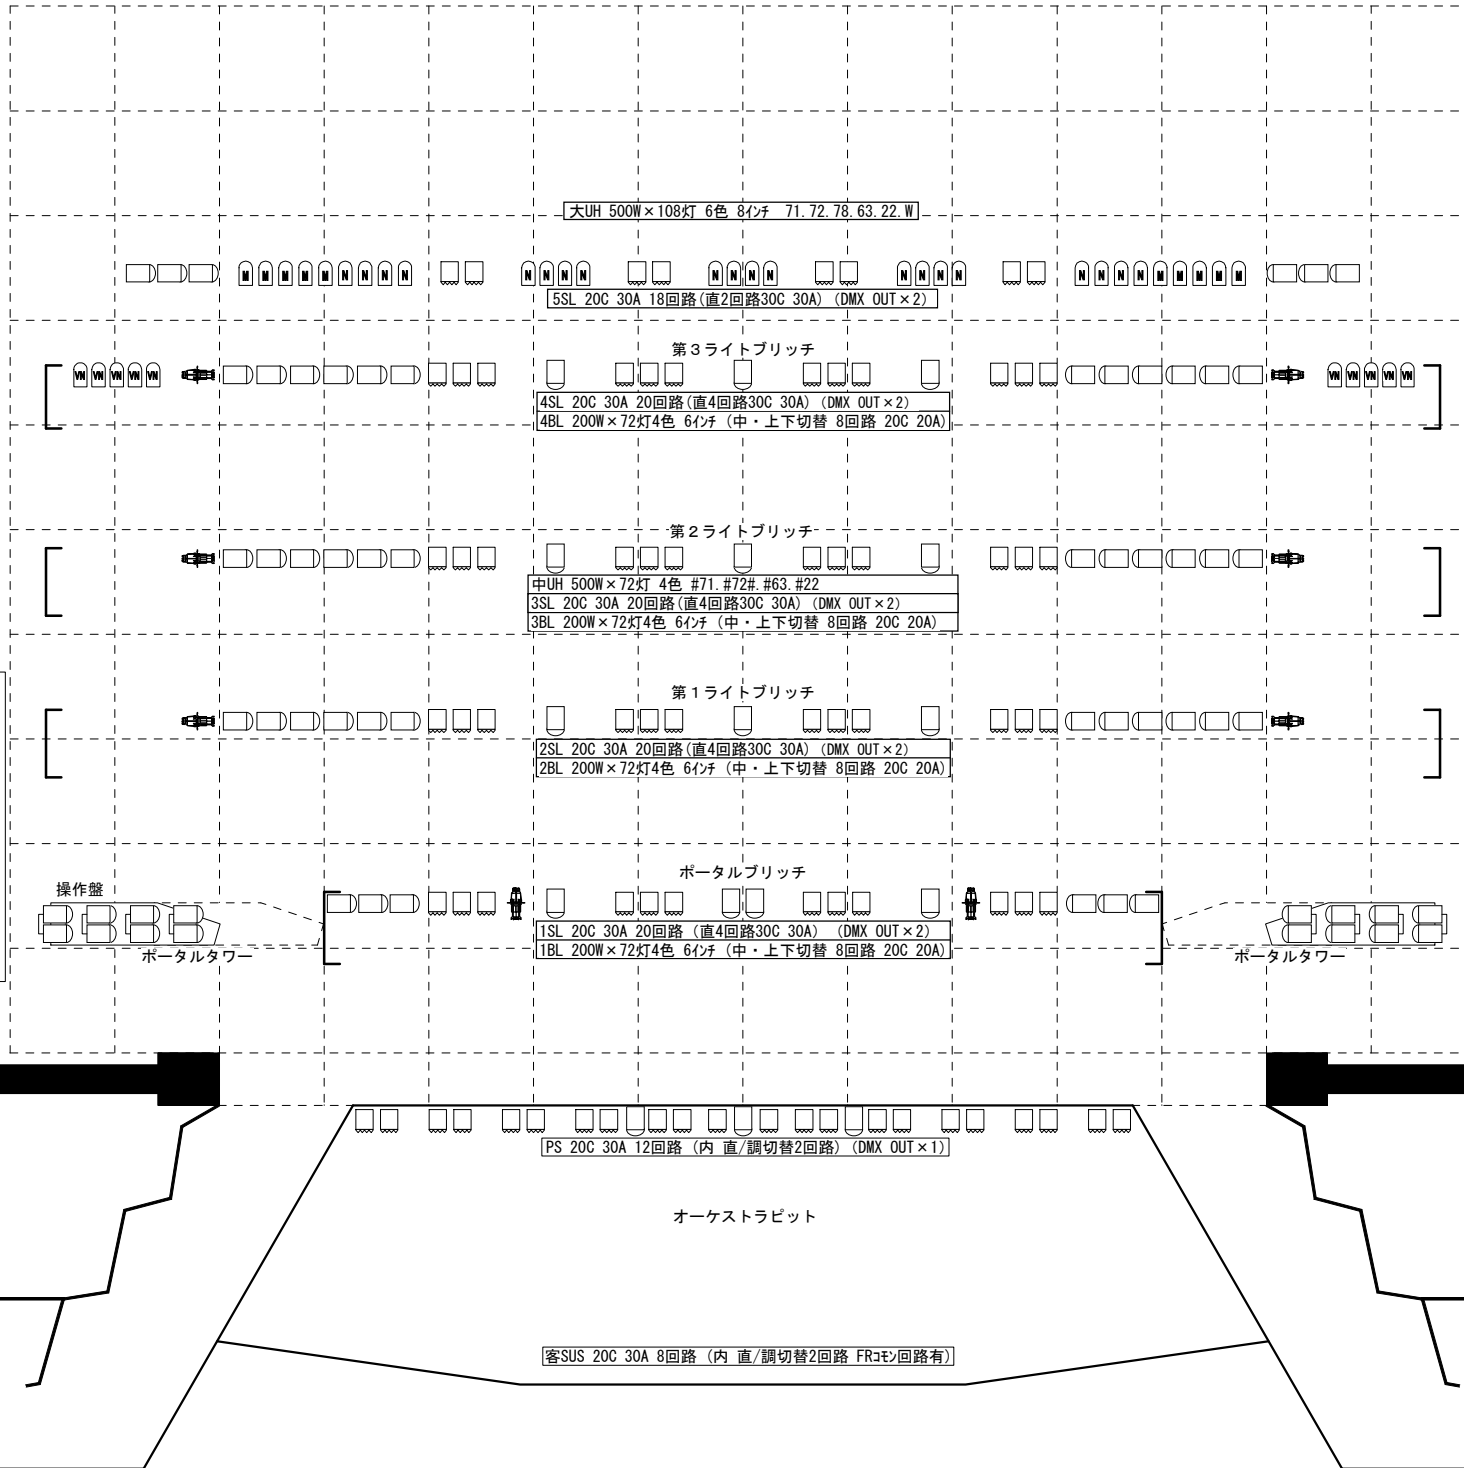 大UH 500W×108灯 6色 8インチ 71.72.78.63.22.W
M M M M M N N N N N N N N N N N N N N N N N N N N M M M M M
5SL 20C 30A 18回路(直2回路30C 30A) (DMX OUT×2)
第3ライトブリッチ
VN VN VN VN VN VN VN VN VN VN
4SL 20C 30A 20回路(直4回路30C 30A) (DMX OUT×2)
4BL 200W×72灯4色 6インチ (中・上下切替 8回路 20C 20A)
第2ライトブリッチ
中UH 500W×72灯 4色 #71.#72#.#63.#22
3SL 20C 30A 20回路(直4回路30C 30A) (DMX OUT×2)
3BL 200W×72灯4色 6インチ (中・上下切替 8回路 20C 20A)
第1ライトブリッチ
2SL 20C 30A 20回路(直4回路30C 30A) (DMX OUT×2)
2BL 200W×72灯4色 6インチ (中・上下切替 8回路 20C 20A)
ポータルブリッチ
操作盤
1SL 20C 30A 20回路 (直4回路30C 30A) (DMX OUT×2)
1BL 200W×72灯4色 6インチ (中・上下切替 8回路 20C 20A)
ポータルタワー
ポータルタワー
PS 20C 30A 12回路 (内 直/調切替2回路) (DMX OUT×1)
オーケストラピット
客SUS 20C 30A 8回路 (内 直/調切替2回路 FRコモン回路有)